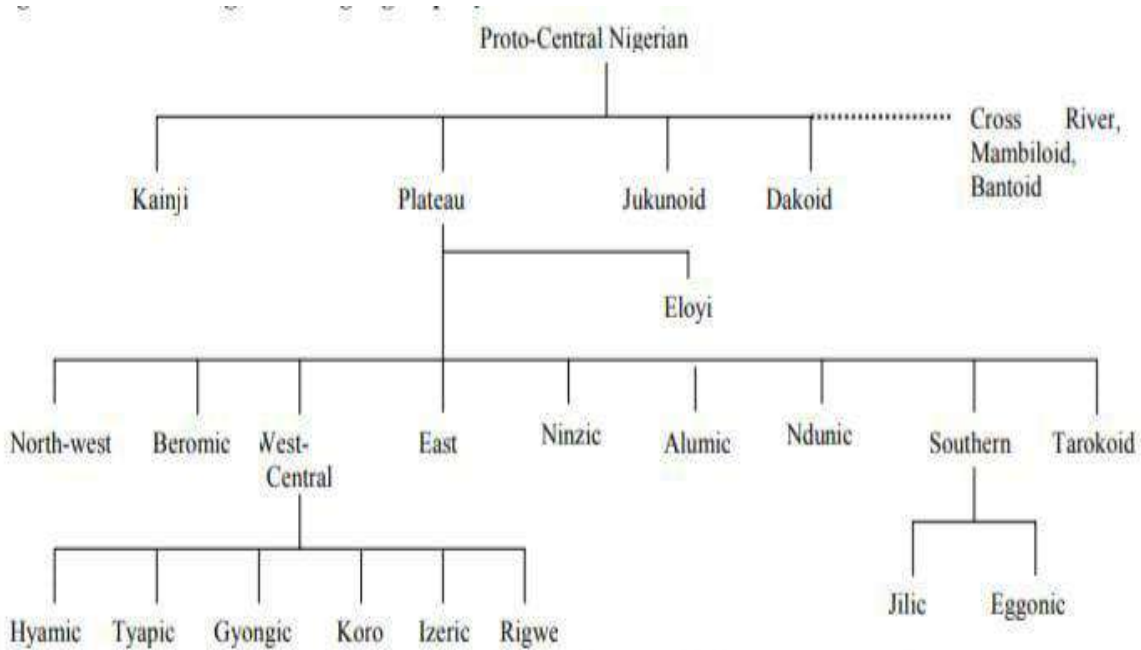 Proto-Central Nigerian
Cross River,
Mambiloid,
Bantoid
Kainji Plateau Jukunoid Dakoid
Eloyi
North-west Beromic West- East Ninzic Alumic Ndunic Southern Tarokoid
Central
Jilic Eggonic
Hyamic Tyapic Gyongic Koro Izeric Rigwe